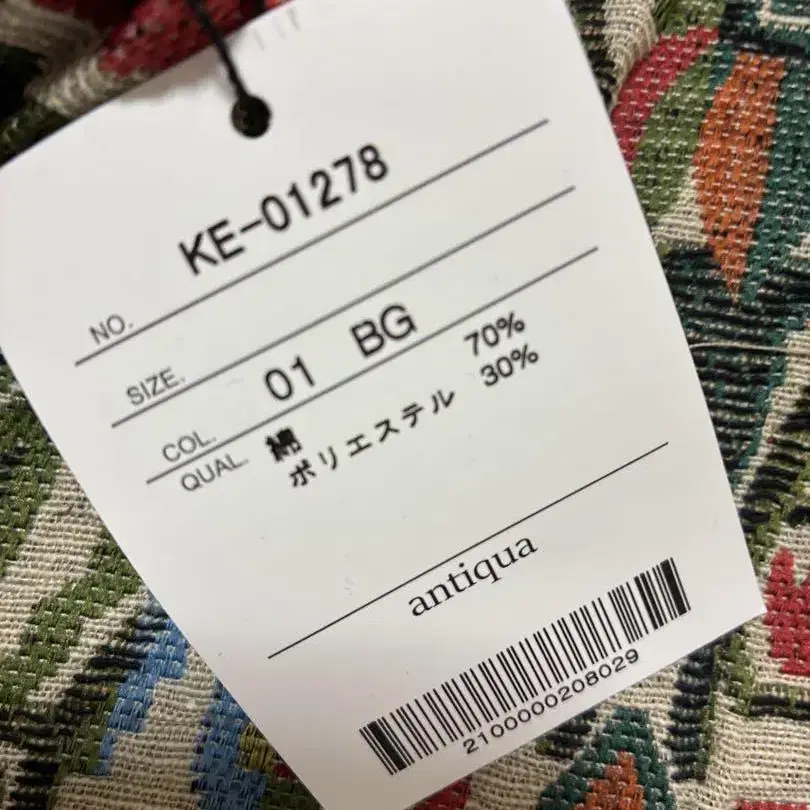 NO. KE-01278
SIZE.
COL. 01 BG
QUAL. 綿 70%
ポリエステル 30%
antiqua
2100000208029